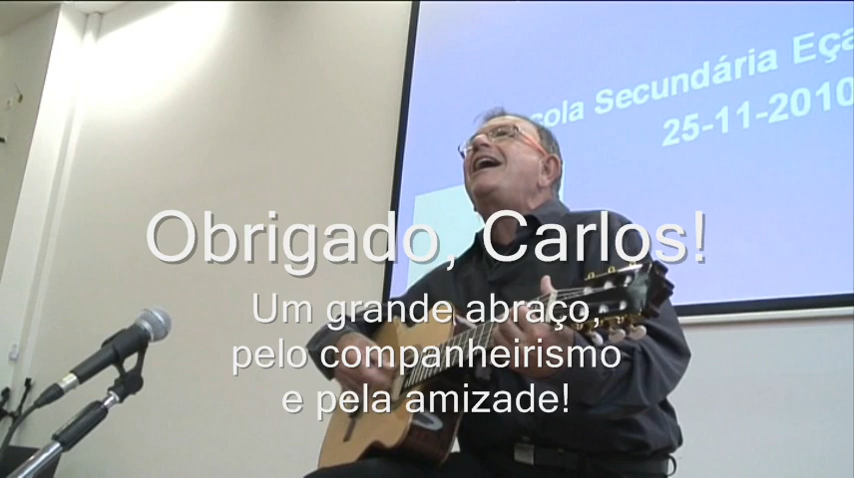 cola Secundária Eça
25-11-2010
Obrigado, Carlos!
Um grande abraço,
pelo companheirismo
e pela amizade!